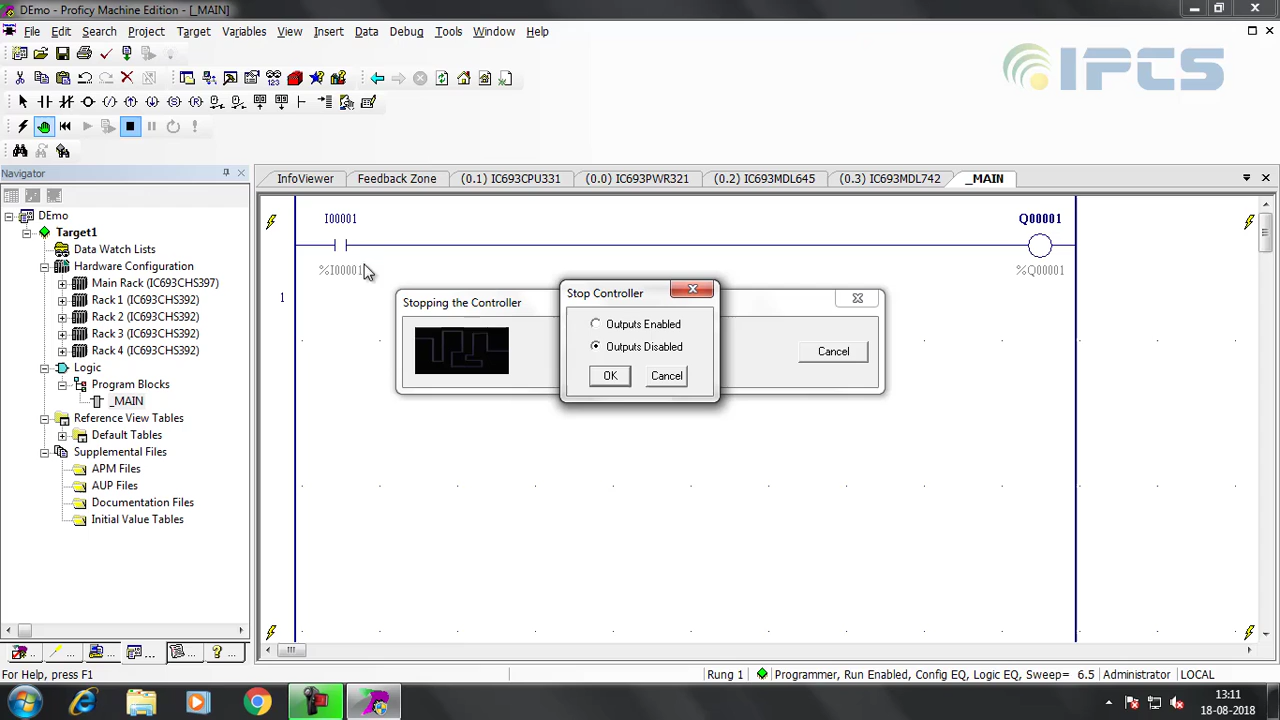 DEmo - Proficy Machine Edition - [_MAIN]
File Edit Search Project Target Variables View Insert Data Debug Tools Window Help
IPCS
Navigator
InfoViewer Feedback Zone (0.1) IC693CPU331 (0.0) IC693PWR321 (0.2) IC693MDL645 (0.3) IC693MDL742 _MAIN
DEmo
Target1
Data Watch Lists
Hardware Configuration
Main Rack (IC693CHS397)
Rack 1 (IC693CHS392)
Rack 2 (IC693CHS392)
Rack 3 (IC693CHS392)
Rack 4 (IC693CHS392)
Logic
Program Blocks
_MAIN
Reference View Tables
Default Tables
Supplemental Files
APM Files
AUP Files
Documentation Files
Initial Value Tables
I00001
Q00001
%I00001
%Q00001
1
Stopping the Controller
Cancel
Stop Controller
Outputs Enabled
Outputs Disabled
OK Cancel
For Help, press F1
Rung 1 Programmer, Run Enabled, Config EQ, Logic EQ, Sweep= 6.5 Administrator LOCAL
13:11
18-08-2018